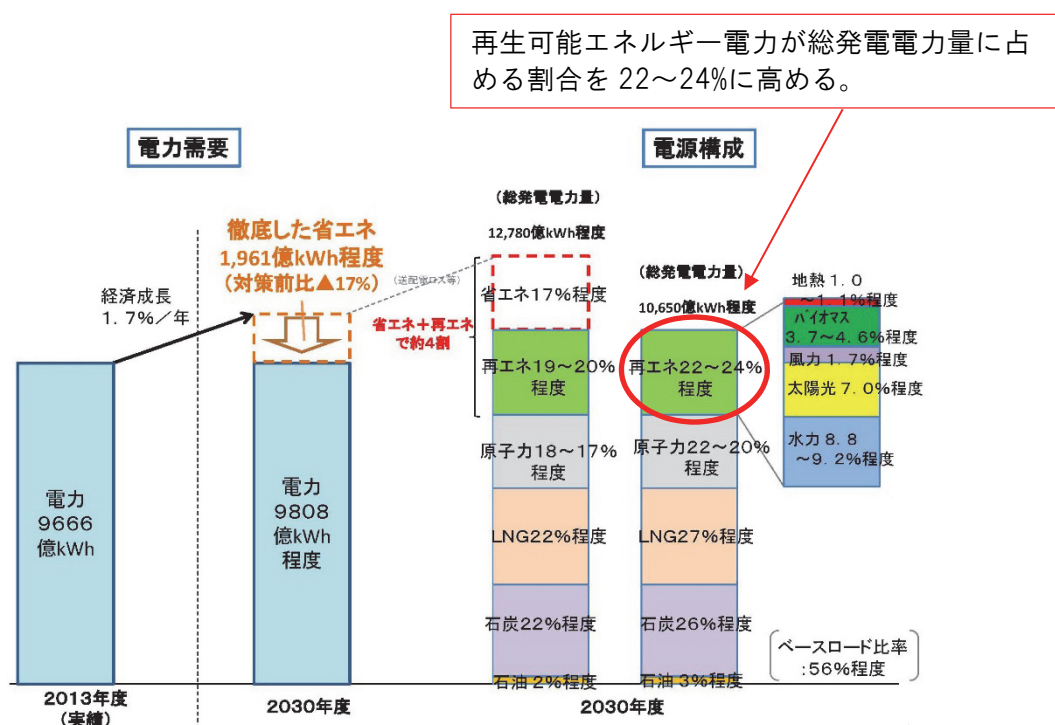 再生可能エネルギー電力が総発電電力量に占
める割合を 22～24%に高める。
電力需要
電源構成
徹底した省エネ
1,961億kWh程度
(対策前比▲17%)
経済成長
1．7%／年
電力
9666
億kWh
電力
9808
億kWh
程度
2013年度
(実績)
2030年度
(送配電ロス等)
省エネ＋再エネ
で約4割
(総発電電力量)
12,780億kWh程度
省エネ17%程度
再エネ19～20%
程度
原子力18～17%
程度
LNG22%程度
石炭22%程度
石油 2%程度
(総発電電力量)
10,650億kWh程度
再エネ22～24%
程度
原子力22～20%
程度
LNG27%程度
石炭26%程度
石油 3%程度
2030年度
地熱 1．0
～1．1%程度
バイオマス
3．7～4．6%程度
風力 1．7%程度
太陽光 7．0%程度
水力 8．8
～9．2%程度
ベースロード比率
:56%程度